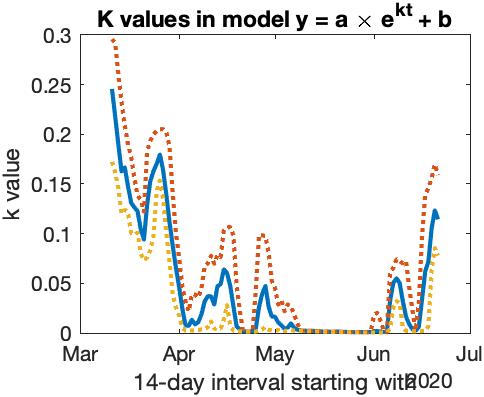 K values in model y = a × e^kt + b
0.3
0.25
0.2
0.15
0.1
0.05
0
k value
Mar
Apr
May
Jun
Jul
14-day interval starting with
2020